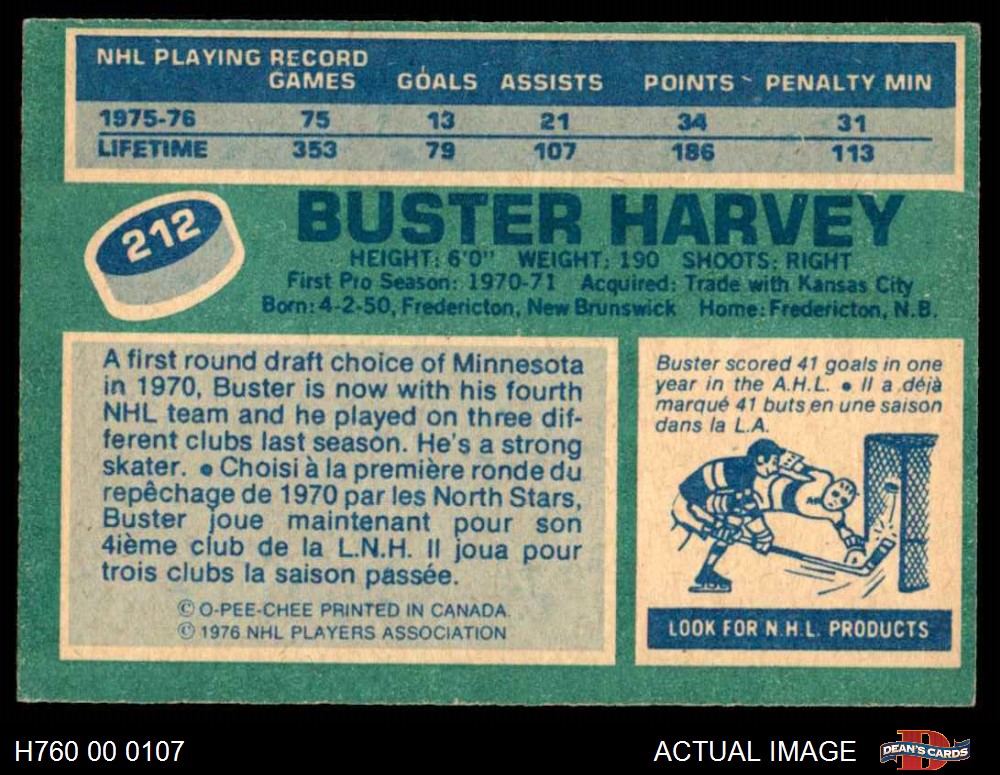 NHL PLAYING RECORD
GAMES GOALS ASSISTS POINTS PENALTY MIN
1975-76 75 13 21 34 31
LIFETIME 353 79 107 186 113
212
BUSTER HARVEY
HEIGHT: 6'0" WEIGHT: 190 SHOOTS: RIGHT
First Pro Season: 1970-71 Acquired: Trade with Kansas City
Born: 4-2-50, Fredericton, New Brunswick Home: Fredericton, N.B.
A first round draft choice of Minnesota
in 1970, Buster is now with his fourth
NHL team and he played on three dif-
ferent clubs last season. He's a strong
skater. ● Choisi à la première ronde du
repêchage de 1970 par les North Stars,
Buster joue maintenant pour son
4ième club de la L.N.H. Il joua pour
trois clubs la saison passée.
© O-PEE-CHEE PRINTED IN CANADA.
© 1976 NHL PLAYERS ASSOCIATION
Buster scored 41 goals in one
year in the A.H.L. ● Il a déjà
marqué 41 buts en une saison
dans la L.A.
LOOK FOR N.H.L. PRODUCTS
H760 00 0107
ACTUAL IMAGE
D
DEAN'S CARDS